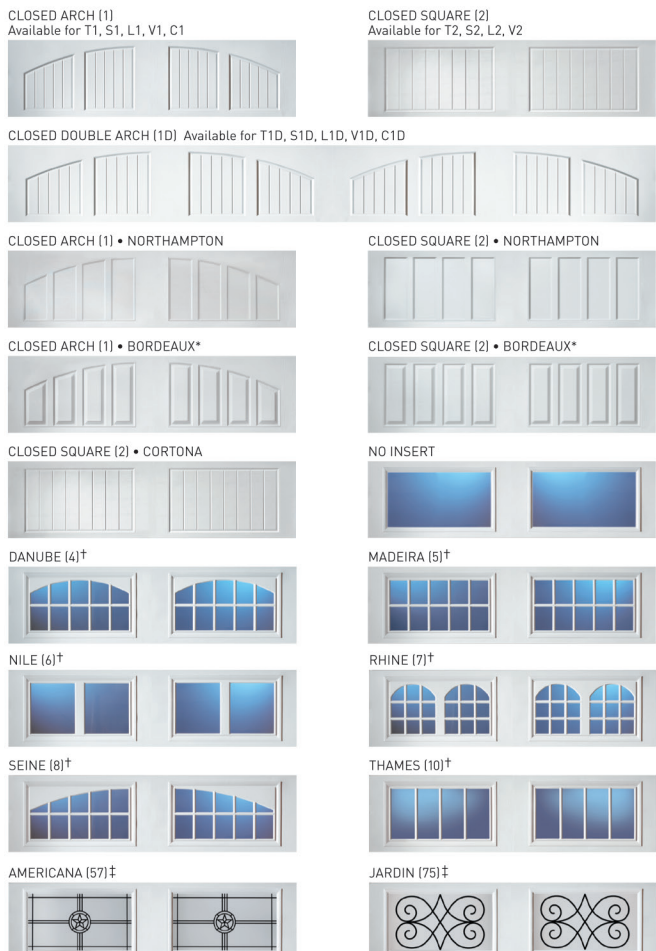 CLOSED ARCH (1)
Available for T1, S1, L1, V1, C1
CLOSED SQUARE (2)
Available for T2, S2, L2, V2
CLOSED DOUBLE ARCH (1D) Available for T1D, S1D, L1D, V1D, C1D
CLOSED ARCH (1) • NORTHAMPTON
CLOSED SQUARE (2) • NORTHAMPTON
CLOSED ARCH (1) • BORDEAUX*
CLOSED SQUARE (2) • BORDEAUX*
CLOSED SQUARE (2) • CORTONA
NO INSERT
DANUBE (4)†
MADEIRA (5)†
NILE (6)†
RHINE (7)†
SEINE (8)†
THAMES (10)†
AMERICANA (57)‡
JARDIN (75)‡